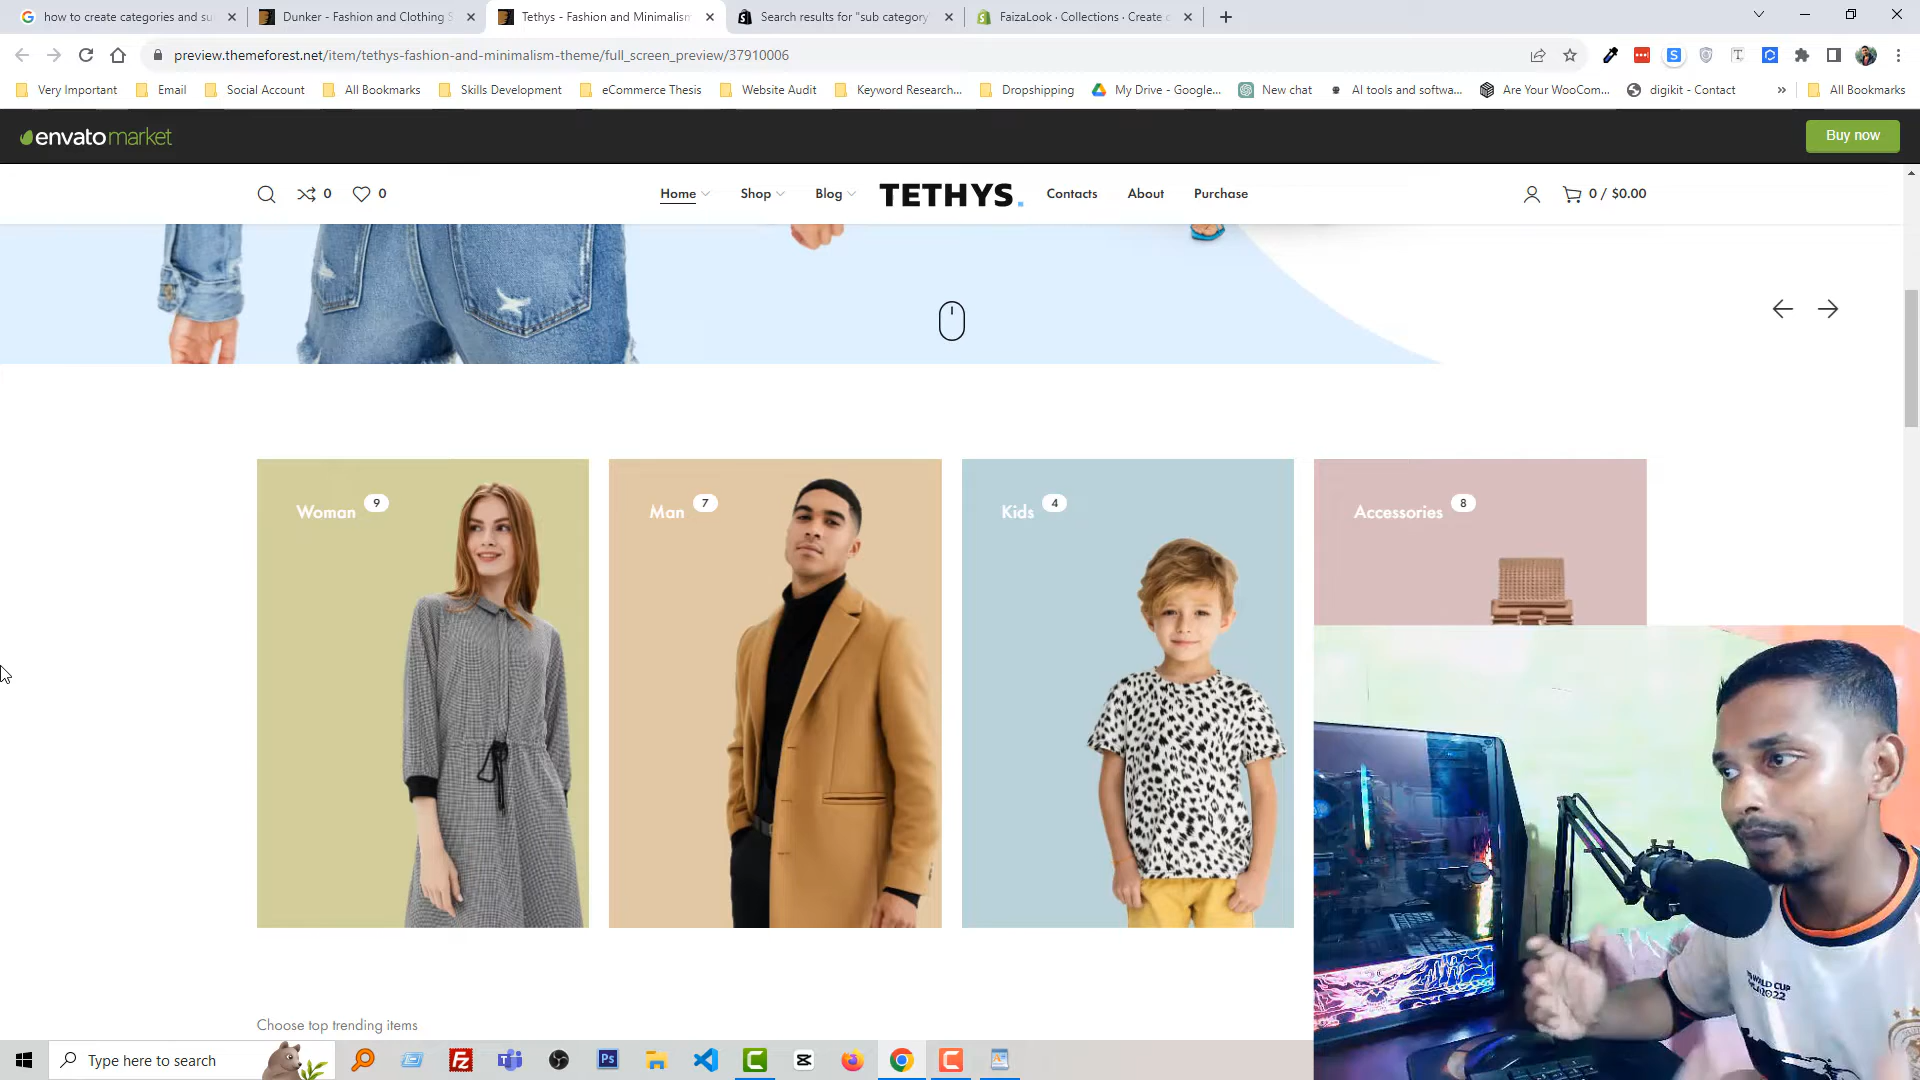 how to create categories and su
Dunker - Fashion and Clothing S
Tethys - Fashion and Minimalism
Search results for "sub category
FaizaLook · Collections · Create c
preview.themeforest.net/item/tethys-fashion-and-minimalism-theme/full_screen_preview/37910006
Very Important
Email
Social Account
All Bookmarks
Skills Development
eCommerce Thesis
Website Audit
Keyword Research...
Dropshipping
My Drive - Google...
New chat
AI tools and softwa...
Are Your WooCom...
digikit - Contact
»
All Bookmarks
envato market
Buy now
0
0
Home
Shop
Blog
TETHYS.
Contacts
About
Purchase
0 / $0.00
Woman 9
Man 7
Kids 4
Accessories 8
WORLD CUP
2022
Choose top trending items
Type here to search